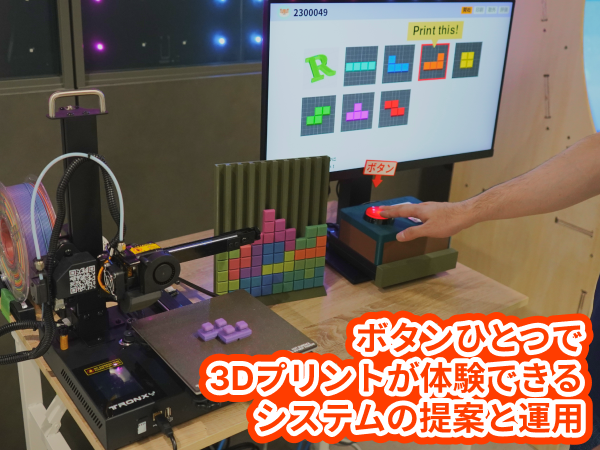 2300049
Print this!
R
ボタン
TRONXY
ボタンひとつで
3Dプリントが体験できる
システムの提案と運用